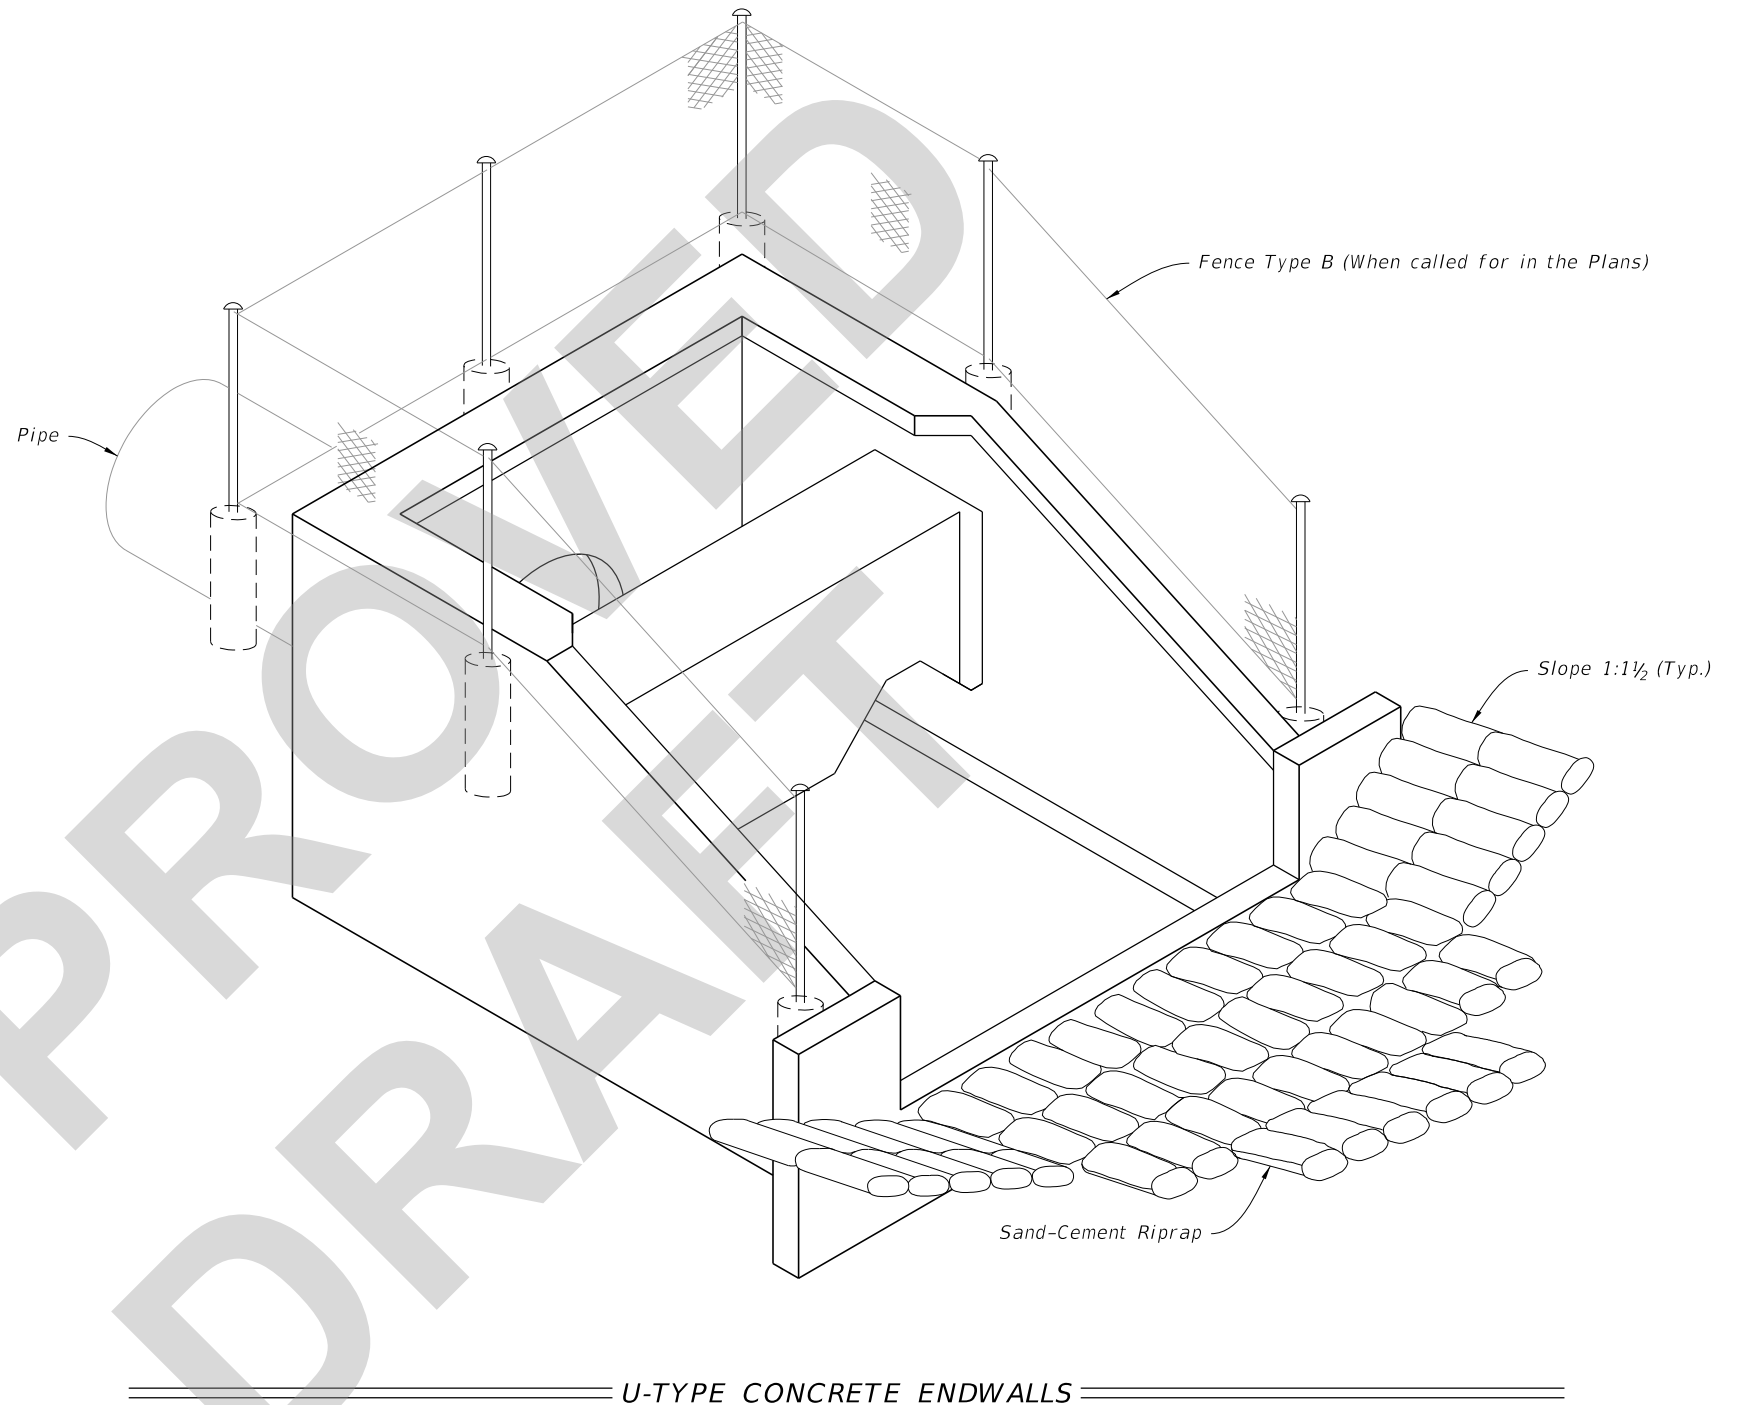 Fence Type B (When called for in the Plans)
Pipe
Slope 1:1½ (Typ.)
Sand-Cement Riprap
U-TYPE CONCRETE ENDWALLS
PROVED
DRAFT